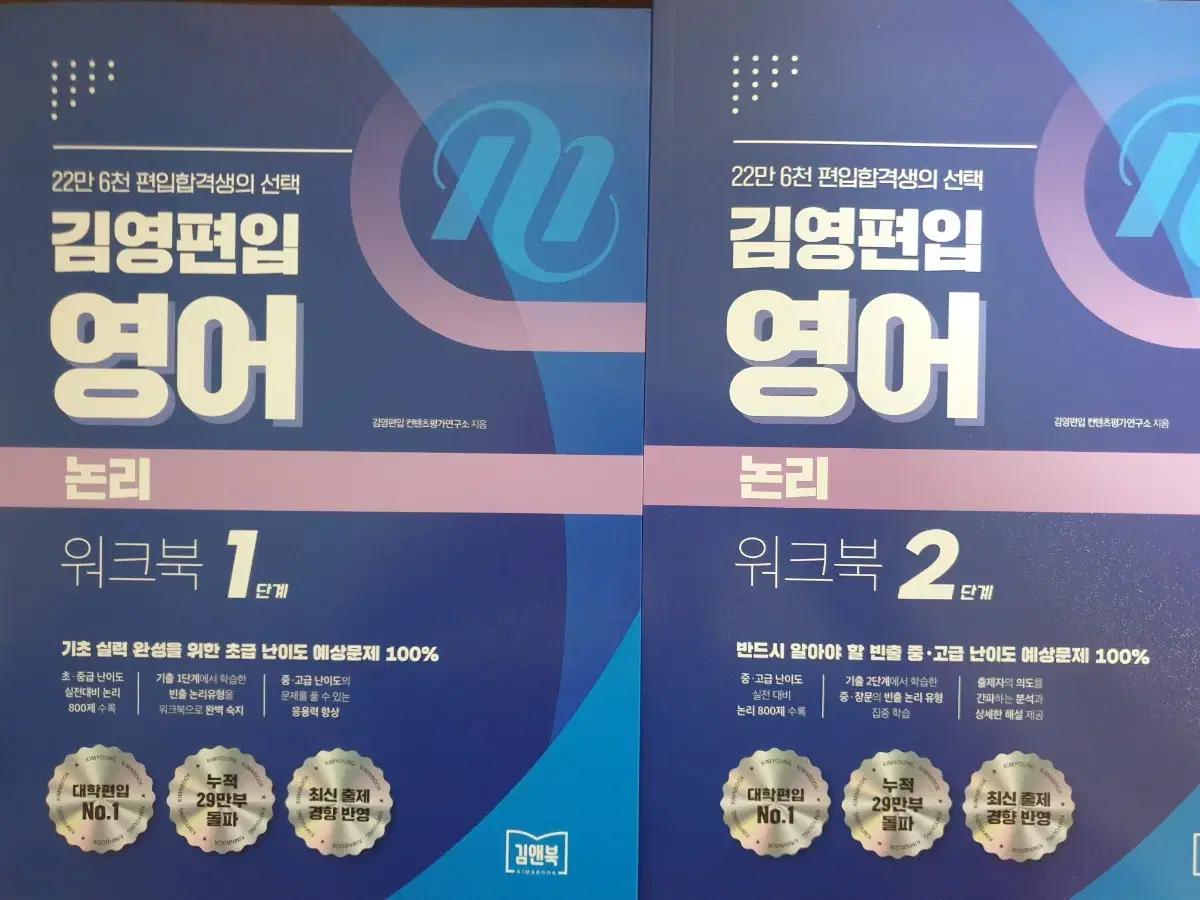 22만 6천 편입합격생의 선택
김영편입
영어
김영편입 컨텐츠평가연구소 지음
논리
워크북 1단계
기초 실력 완성을 위한 초급 난이도 예상문제 100%
초·중급 난이도
실전대비 논리
800제 수록
기출 1단계에서 학습한
빈출 논리유형을
워크북으로 완벽 숙지
중·고급 난이도의
문제를 풀 수 있는
응용력 향상
KIMYOUNG KIMNBOOK
대학편입
No.1
KIMYOUNG KIMNBOOK
누적
29만부
돌파
KIMYOUNG KIMNBOOK
최신 출제
경향 반영
김앤북
KIM&BOOK
22만 6천 편입합격생의 선택
김영편입
영어
김영편입 컨텐츠평가연구소 지음
논리
워크북 2단계
반드시 알아야 할 빈출 중·고급 난이도 예상문제 100%
중·고급 난이도
실전 대비
논리 800제 수록
기출 2단계에서 학습한
중·장문의 빈출 논리 유형
집중 학습
출제자의 의도를
간파하는 분석과
상세한 해설 제공
KIMYOUNG KIMNBOOK
대학편입
No.1
KIMYOUNG KIMNBOOK
누적
29만부
돌파
KIMYOUNG KIMNBOOK
최신 출제
경향 반영